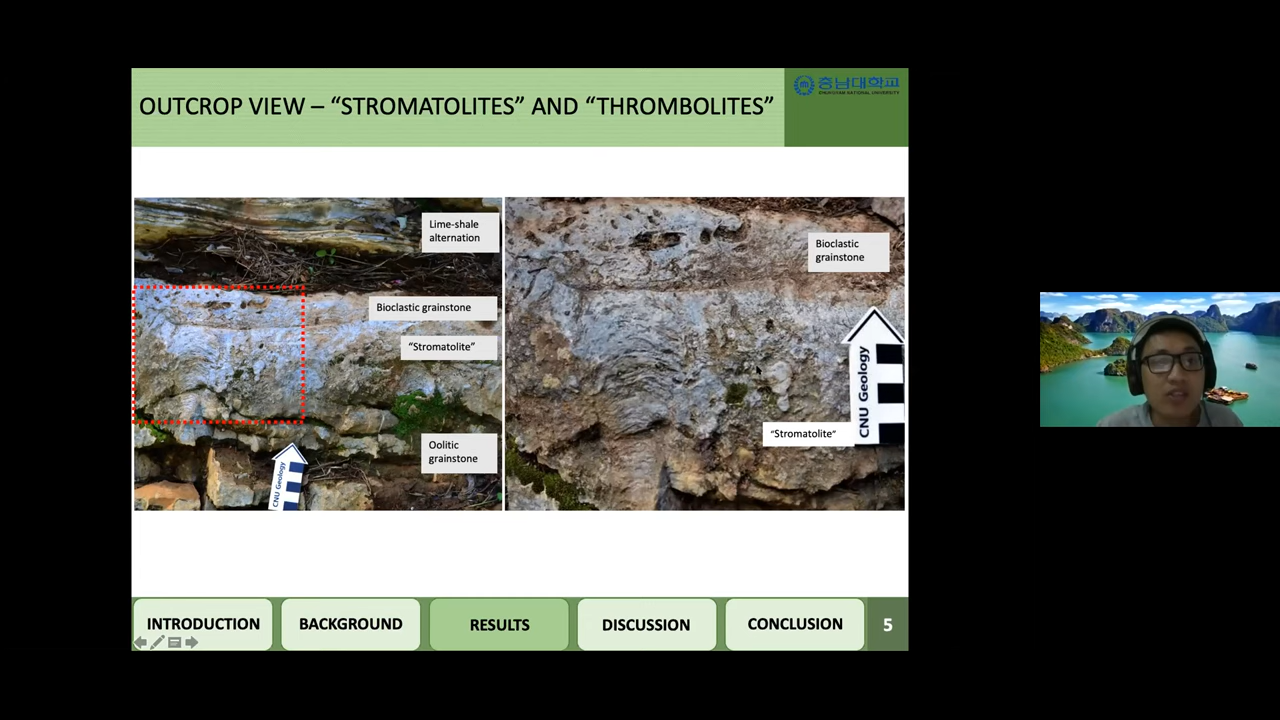 OUTCROP VIEW – “STROMATOLITES” AND “THROMBOLITES”
충남대학교
CHUNGNAM NATIONAL UNIVERSITY
Lime-shale
alternation
Bioclastic grainstone
“Stromatolite”
Oolitic
grainstone
CNU Geology
Bioclastic
grainstone
CNU Geology
“Stromatolite”
INTRODUCTION
BACKGROUND
RESULTS
DISCUSSION
CONCLUSION
5